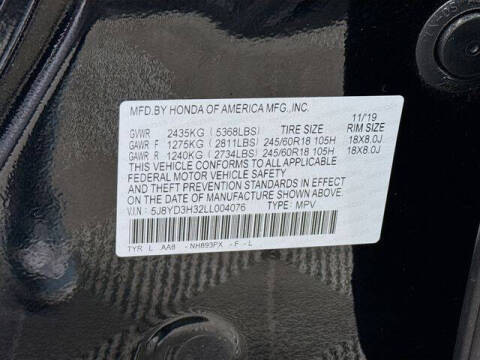 MFD.BY HONDA OF AMERICA MFG.,INC. 11/19
GVWR 2435KG (5368LBS) TIRE SIZE RIM SIZE
GAWR F 1275KG (2811LBS) 245/60R18 105H 18X8.0J
GAWR R 1240KG (2734LBS) 245/60R18 105H 18X8.0J
THIS VEHICLE CONFORMS TO ALL APPLICABLE
FEDERAL MOTOR VEHICLE SAFETY
AND THEFT PREVENTION STANDARDS IN EFFECT
ON THE DATE OF MANUFACTURE SHOWN ABOVE.
V.I.N: 5J8YD3H32LL004076 TYPE: MPV
TYR L AA8 - NH893PX -F-L